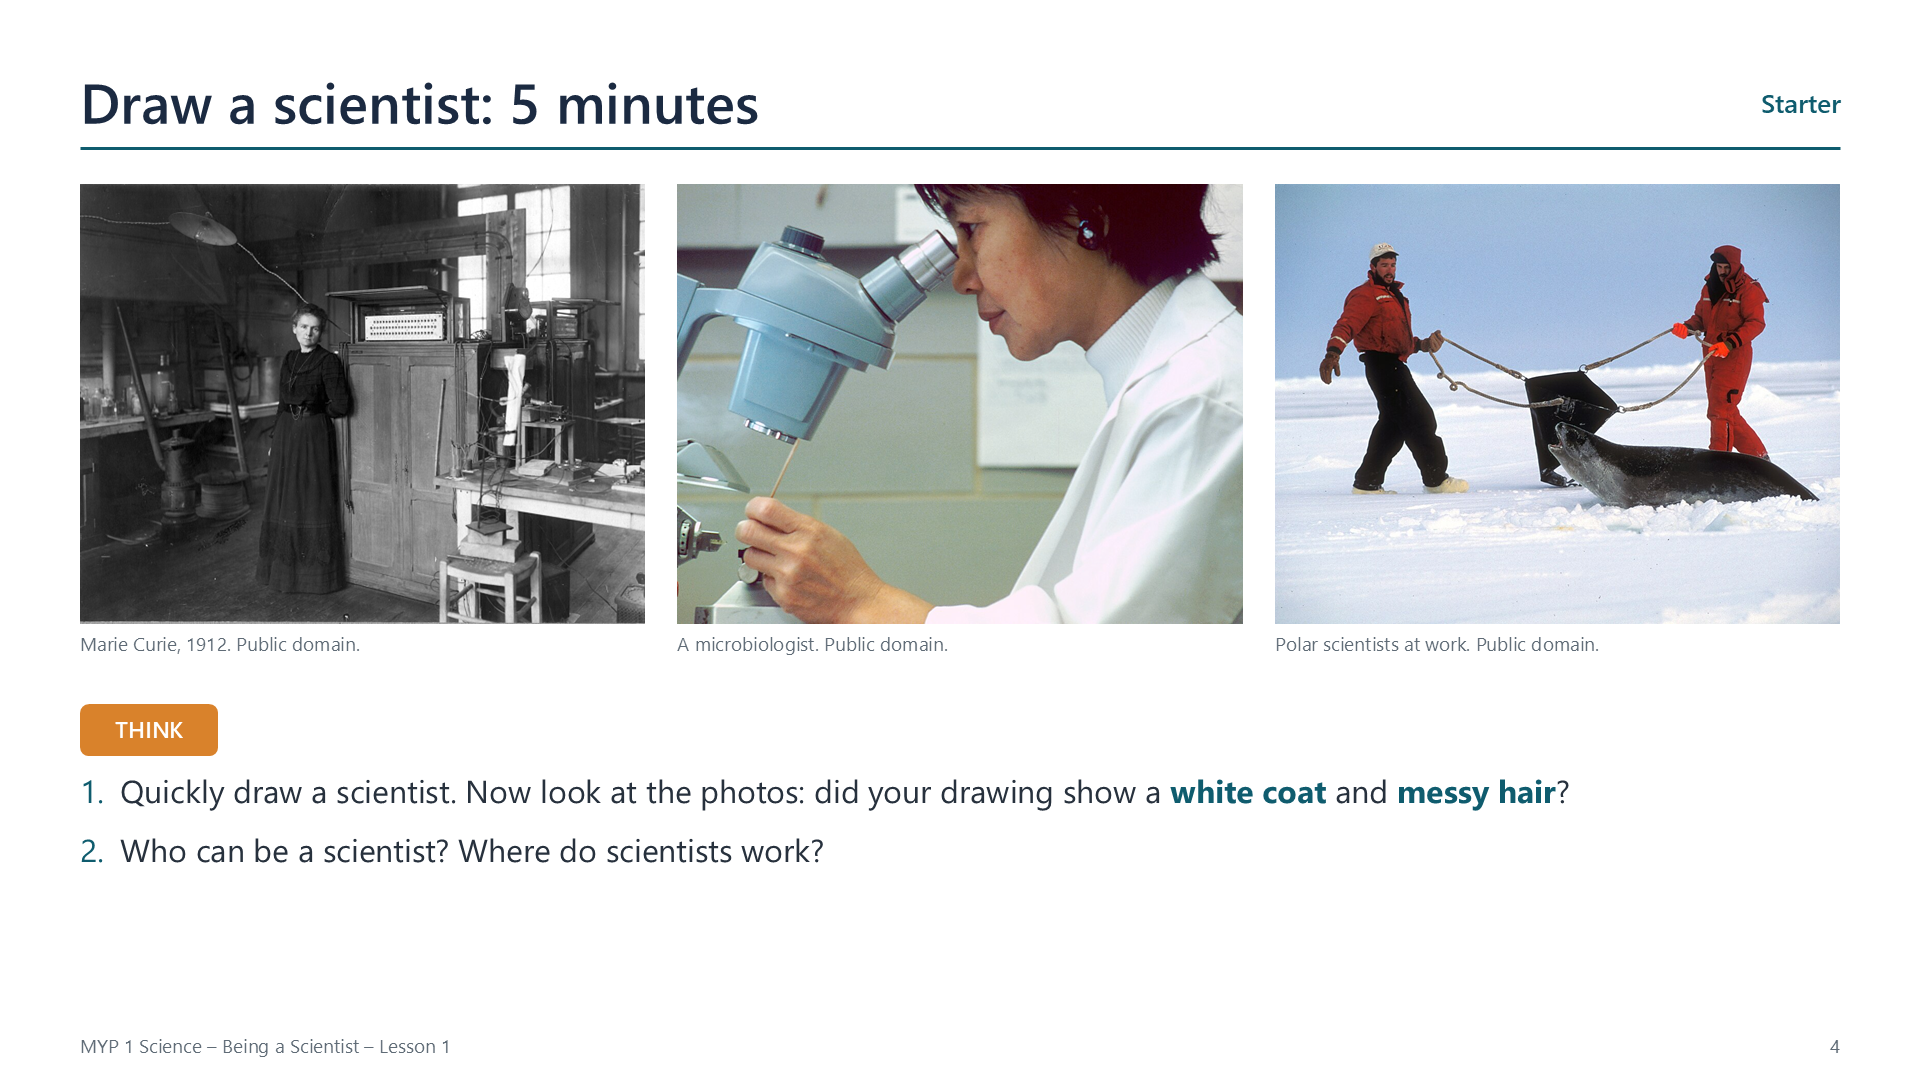 Draw a scientist: 5 minutes
Starter
Marie Curie, 1912. Public domain.
A microbiologist. Public domain.
Polar scientists at work. Public domain.
THINK
1. Quickly draw a scientist. Now look at the photos: did your drawing show a white coat and messy hair?
2. Who can be a scientist? Where do scientists work?
MYP 1 Science – Being a Scientist – Lesson 1
4